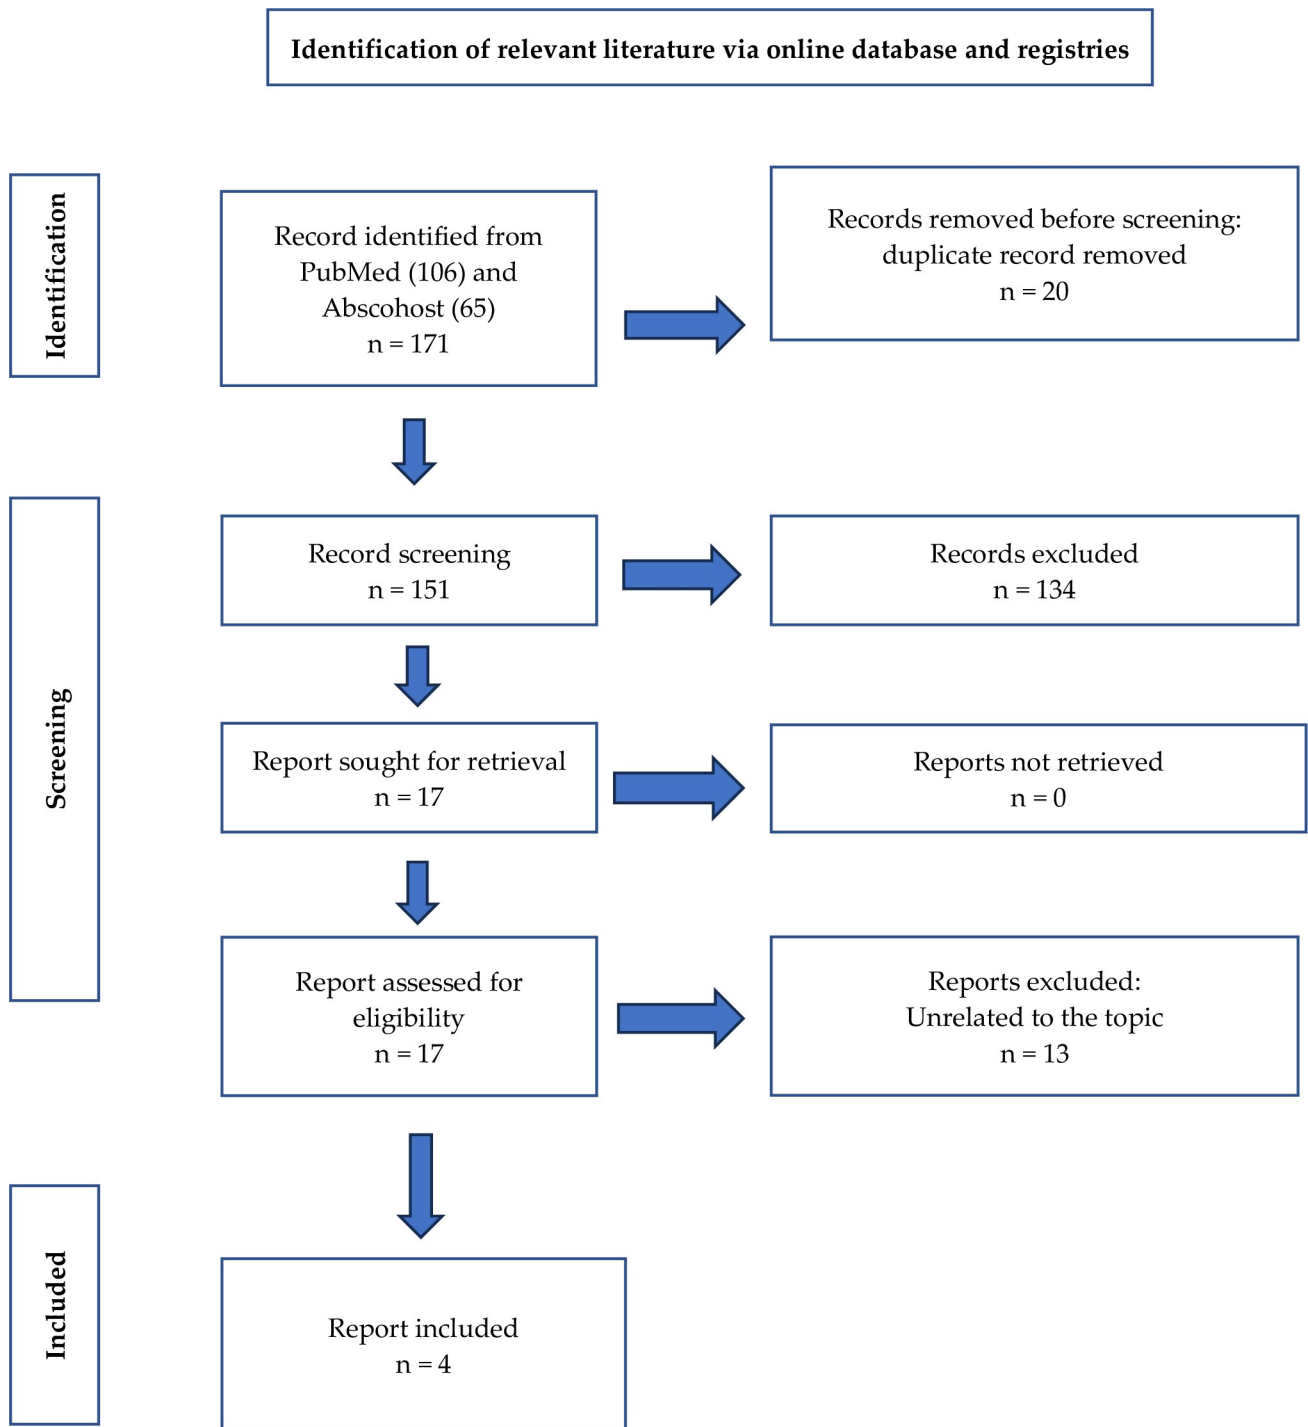 Identification of relevant literature via online database and registries
Identification
Record identified from
PubMed (106) and
Abscohost (65)
n = 171
Records removed before screening:
duplicate record removed
n = 20
Screening
Record screening
n = 151
Records excluded
n = 134
Report sought for retrieval
n = 17
Reports not retrieved
n = 0
Report assessed for
eligibility
n = 17
Reports excluded:
Unrelated to the topic
n = 13
Included
Report included
n = 4